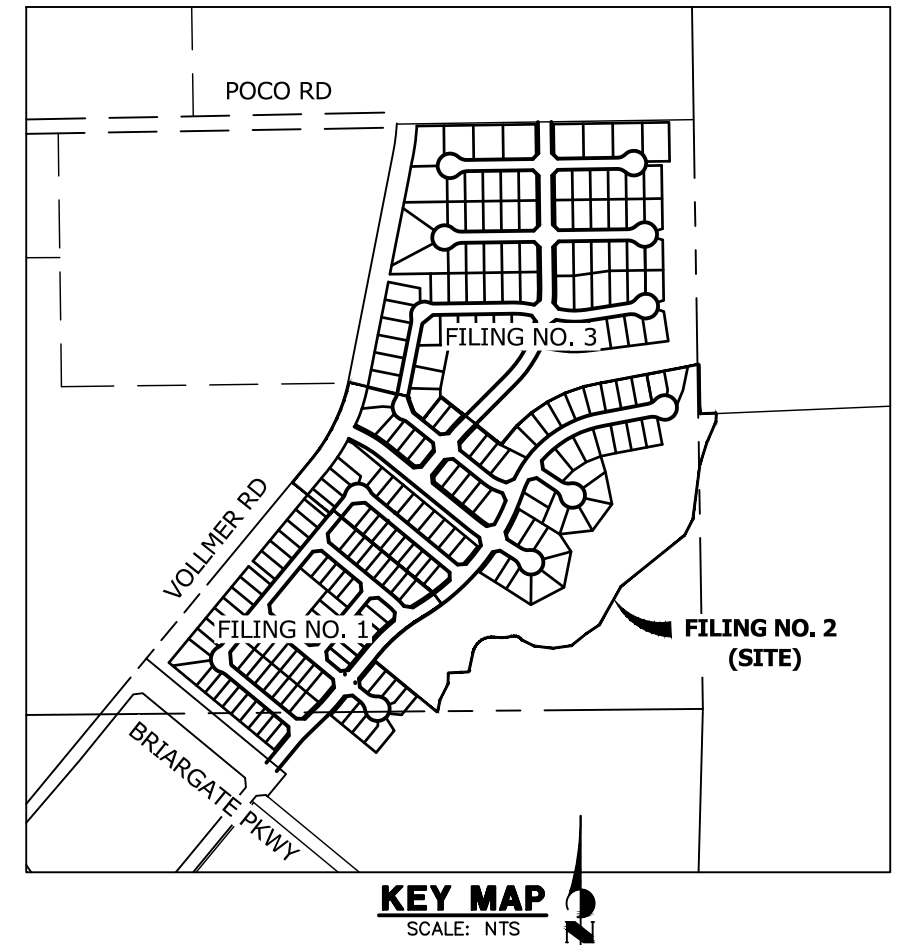 POCO RD
FILING NO. 3
VOLLMER RD
FILING NO. 1
FILING NO. 2
(SITE)
BRIARGATE PKWY
KEY MAP
SCALE: NTS
N